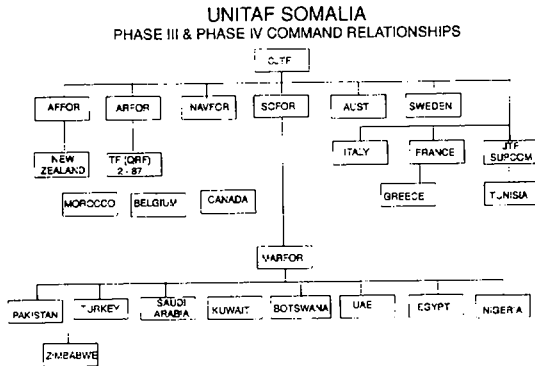 UNITAF SOMALIA
PHASE III & PHASE IV COMMAND RELATIONSHIPS
CJTF
AFFOR
ARFOR
NAVFOR
SOFOR
AUST
SWEDEN
NEW
ZEALAND
TF (QRF)
2 - 87
ITALY
FRANCE
JTF
SUPCOM
MOROCCO
BELGIUM
CANADA
GREECE
TUNISIA
MARFOR
PAKISTAN
TURKEY
SAUDI
ARABIA
KUWAIT
BOTSWANA
UAE
EGYPT
NIGERIA
ZIMBABWE